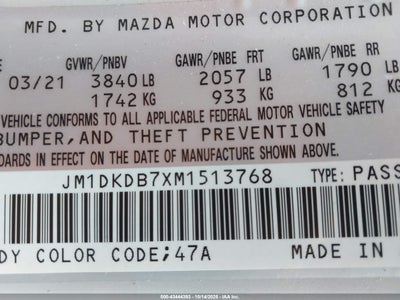 MFD. BY MAZDA MOTOR CORPORATION
GVWR/PNBV GAWR/PNBE FRT GAWR/PNBE RR
03/21 3840 LB 2057 LB 1790 LB
1742 KG 933 KG 812 KG
VEHICLE CONFORMS TO ALL APPLICABLE FEDERAL MOTOR VEHICLE SAFETY
BUMPER, AND THEFT PREVENTION
DARDS IN EFFECT ON THE DATE OF MANUFACTURE SHOWN ABOVE.
JM1DKDB7XM1513768 TYPE: PASS
DY COLOR CODE;47A MADE IN
500-43444393 - 10/14/2025 - IAA Inc.